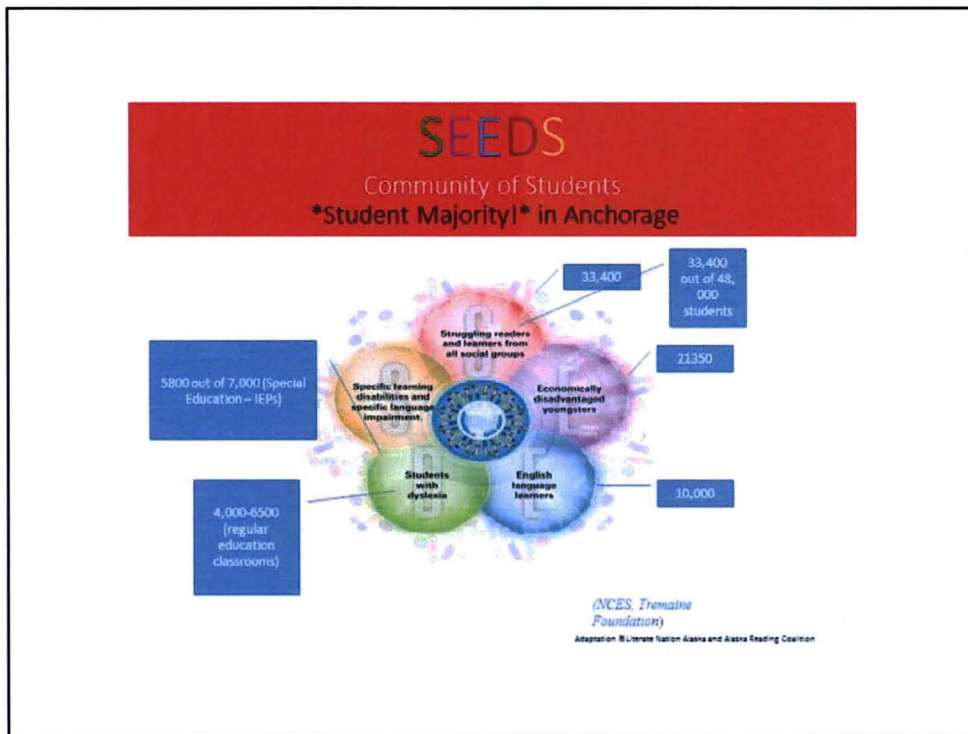 SEEDS
Community of Students
*Student Majority!* in Anchorage
33,400
33,400
out of 48,
000
students
S
Struggling readers
and learners from
all social groups
5800 out of 7,000 (Special
Education – IEPs)
S
Specific learning
disabilities and
specific language
impairment.
E
Economically
disadvantaged
youngsters
21350
D
Students
with
dyslexia
E
English
language
learners
10,000
4,000-6500
(regular
education
classrooms)
(NCES, Tremaine
Foundation)
Adaptation ©Literate Nation Alaska and Alaska Reading Coalition